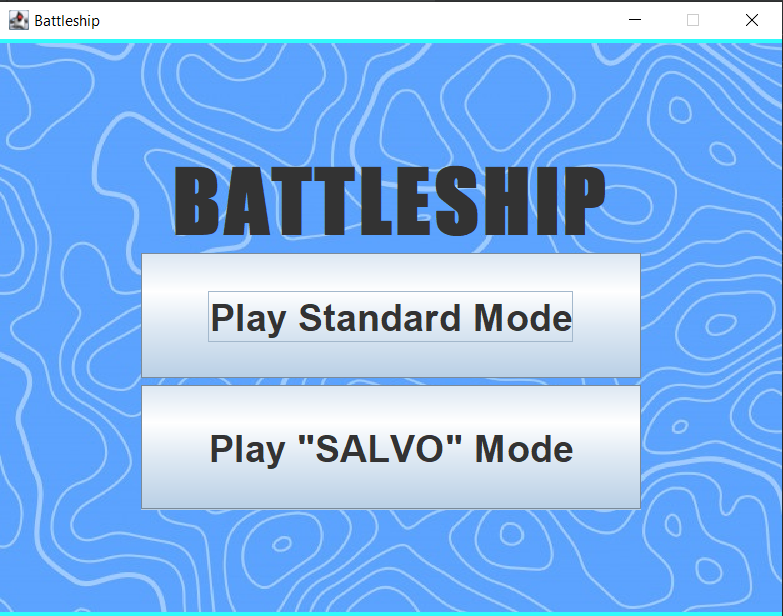 Battleship
BATTLESHIP
Play Standard Mode
Play "SALVO" Mode